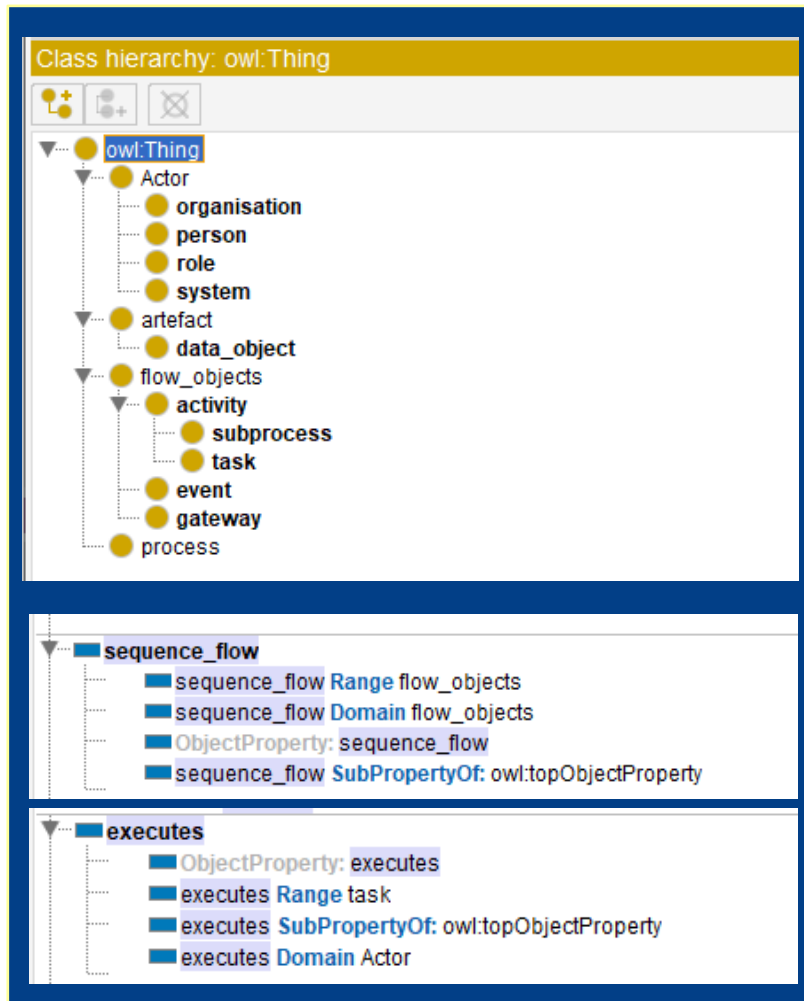 Class hierarchy: owl:Thing
owl:Thing
Actor
organisation
person
role
system
artefact
data_object
flow_objects
activity
subprocess
task
event
gateway
process
sequence_flow
sequence_flow Range flow_objects
sequence_flow Domain flow_objects
ObjectProperty: sequence_flow
sequence_flow SubPropertyOf: owl:topObjectProperty
executes
ObjectProperty: executes
executes Range task
executes SubPropertyOf: owl:topObjectProperty
executes Domain Actor